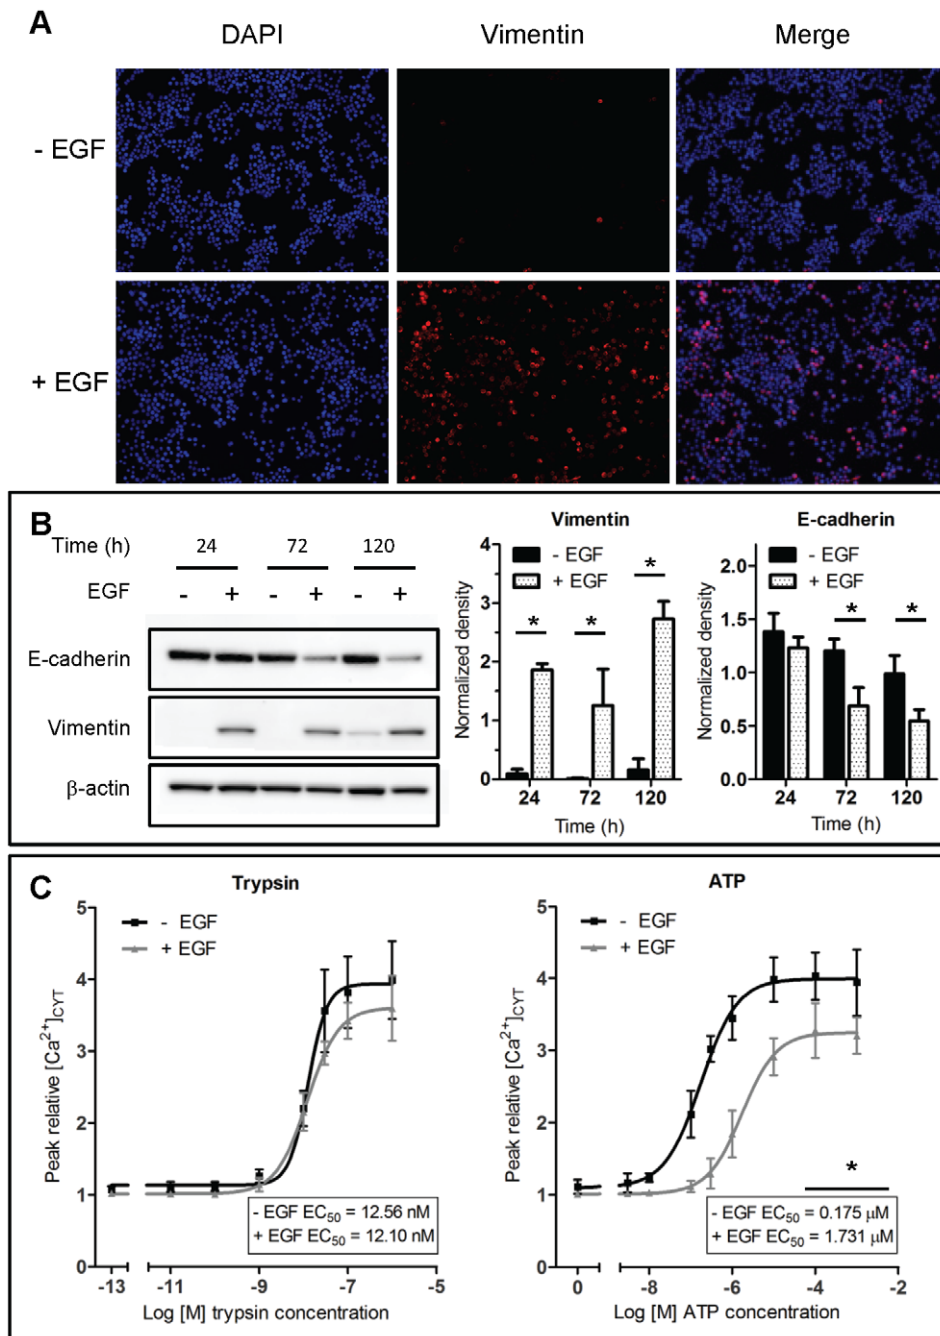 A
DAPI
Vimentin
Merge
- EGF
+ EGF
B
Time (h)
24
72
120
EGF
-
+
-
+
-
+
E-cadherin
Vimentin
β-actin
Vimentin
- EGF
+ EGF
*
*
*
Normalized density
4
3
2
1
0
24
72
120
Time (h)
E-cadherin
- EGF
+ EGF
*
*
Normalized density
2.0
1.5
1.0
0.5
0.0
24
72
120
Time (h)
C
Trypsin
- EGF
+ EGF
Peak relative [Ca2+]CYT
5
4
3
2
1
0
- EGF EC50 = 12.56 nM
+ EGF EC50 = 12.10 nM
-13
-11
-9
-7
-5
Log [M] trypsin concentration
ATP
- EGF
+ EGF
Peak relative [Ca2+]CYT
5
4
3
2
1
0
*
- EGF EC50 = 0.175 μM
+ EGF EC50 = 1.731 μM
0
-8
-6
-4
-2
Log [M] ATP concentration